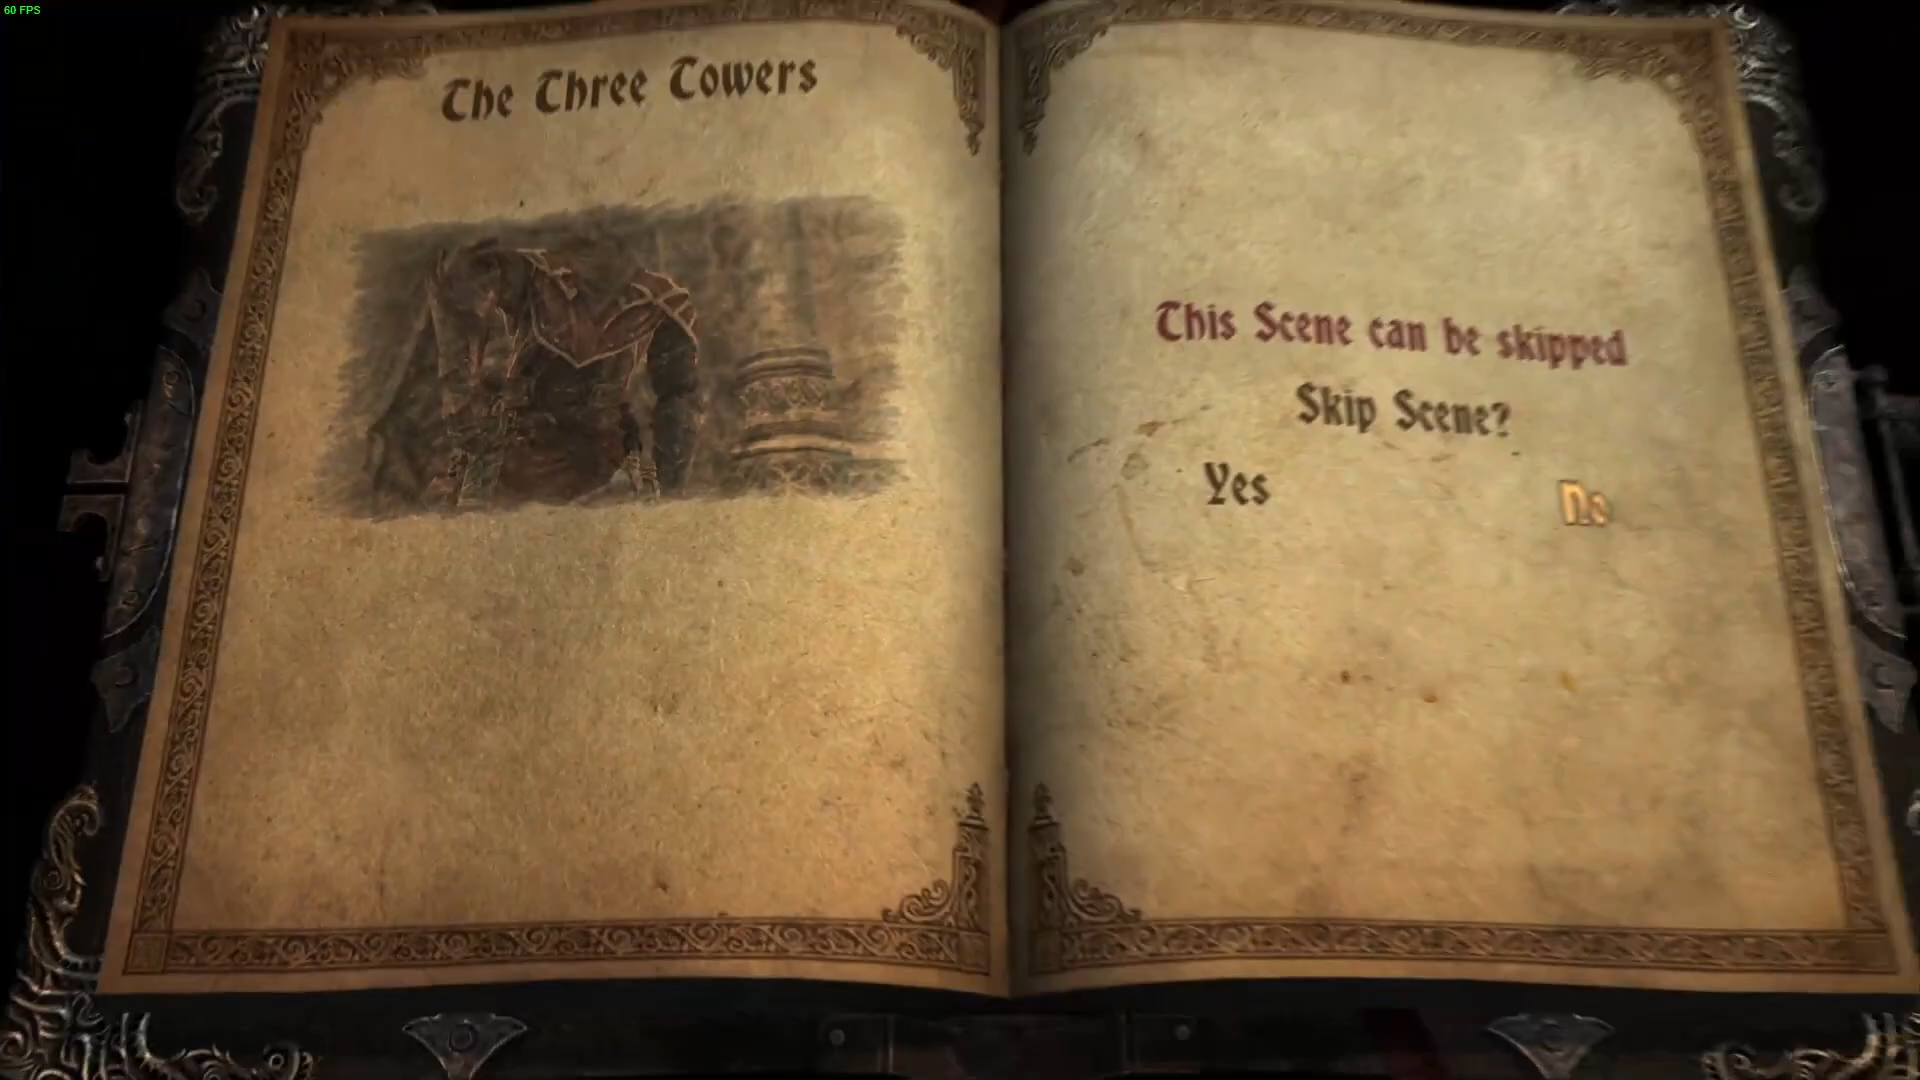 60 FPS
The Three Towers
This Scene can be skipped
Skip Scene?
Yes
No